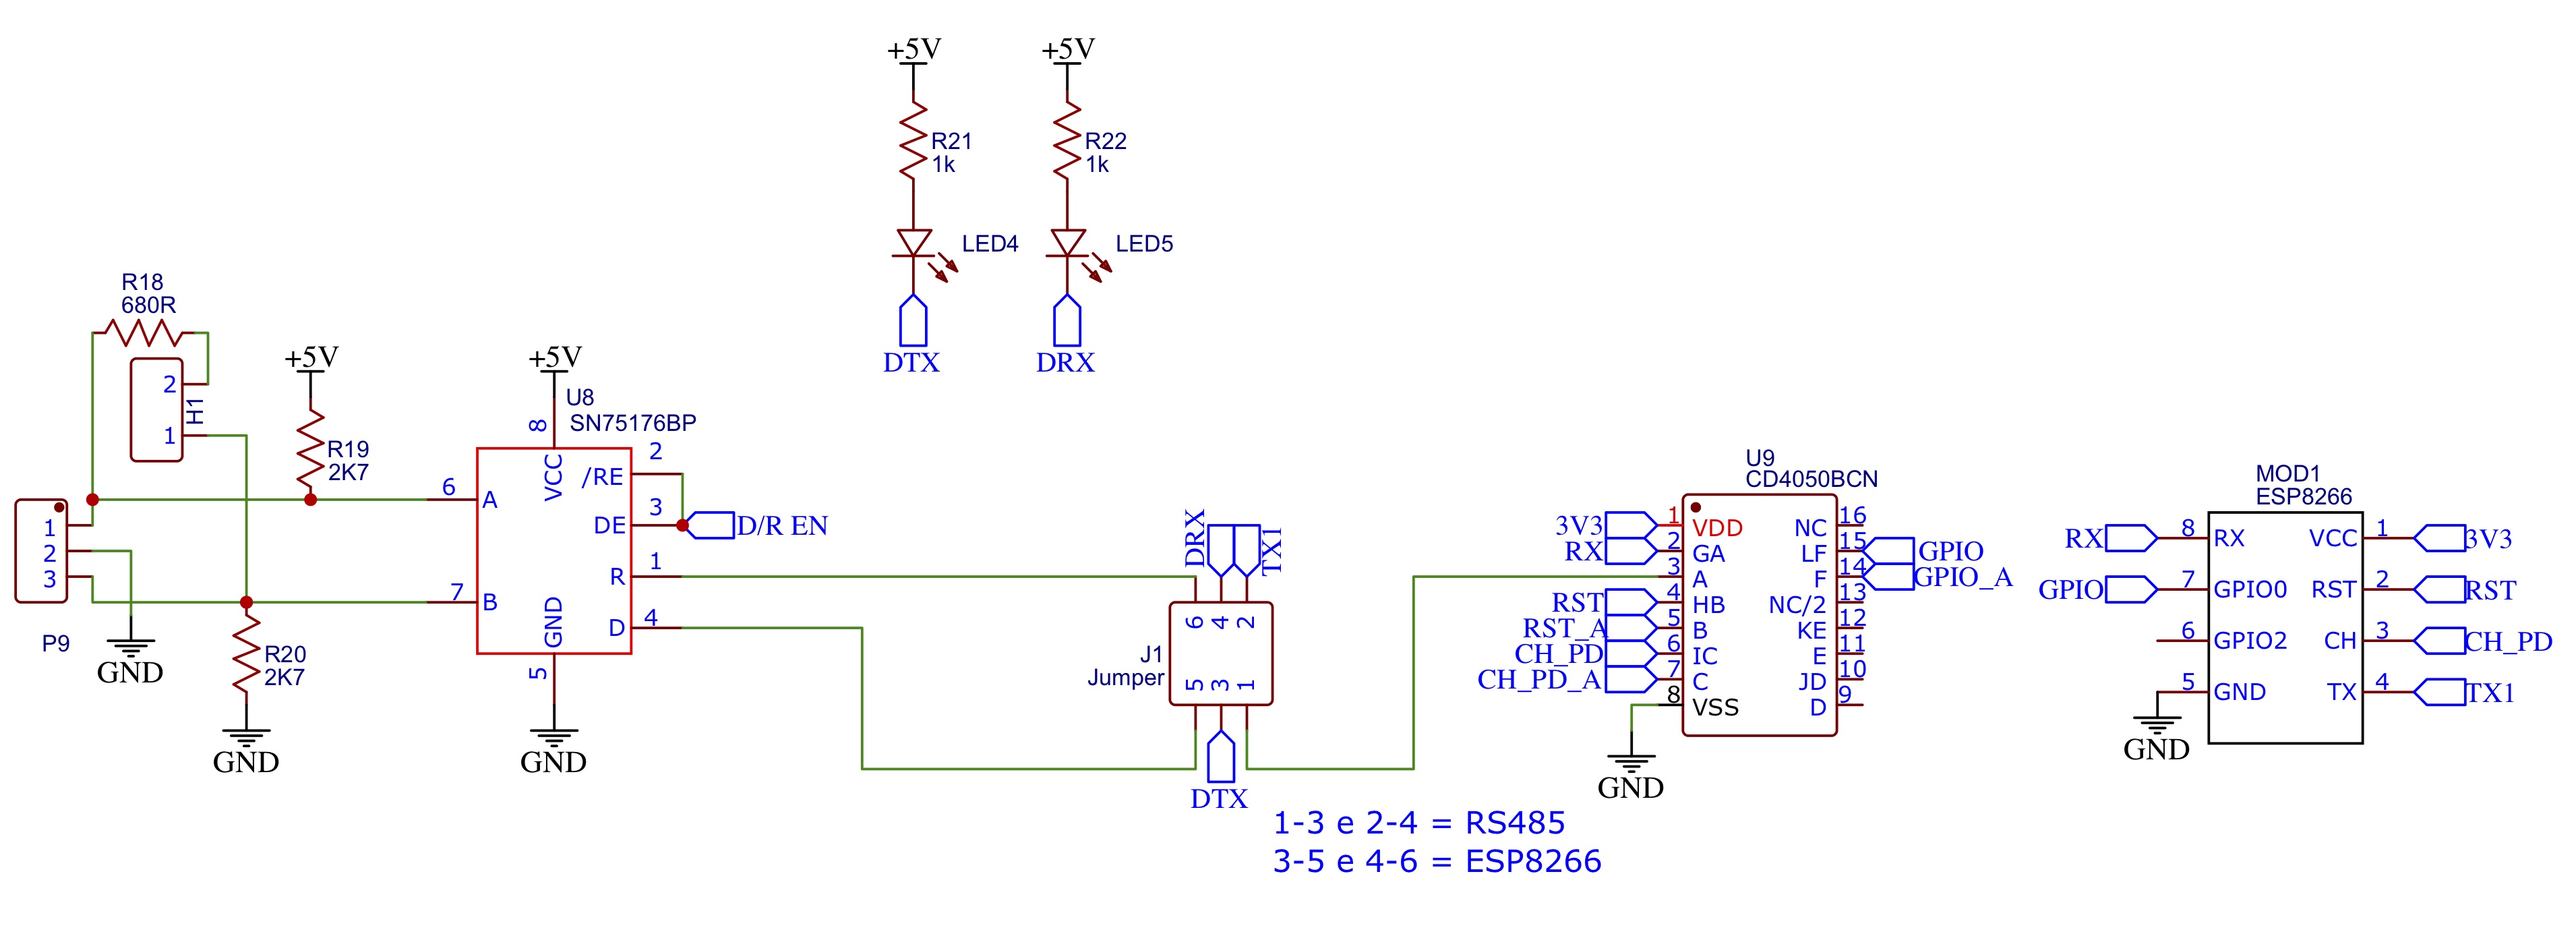 +5V
+5V
R21
1k
R22
1k
LED4
LED5
DTX
DRX
R18
680R
2
1
H1
+5V
R19
2K7
+5V
U8
SN75176BP
8
VCC
/RE
2
DE
3
D/R EN
6
A
R
1
7
B
D
4
GND
5
1
2
3
P9
GND
R20
2K7
GND
GND
DRX
TX1
6
4
2
J1
Jumper
5
3
1
DTX
1-3 e 2-4 = RS485
3-5 e 4-6 = ESP8266
U9
CD4050BCN
3V3
1
VDD
NC
16
RX
2
GA
LF
15
GPIO
3
A
F
14
GPIO_A
RST
4
HB
NC/2
13
RST_A
5
B
KE
12
CH_PD
6
IC
E
11
CH_PD_A
7
C
JD
10
8
VSS
D
9
GND
MOD1
ESP8266
RX
8
RX
VCC
1
3V3
GPIO
7
GPIO0
RST
2
RST
6
GPIO2
CH
3
CH_PD
5
GND
TX
4
TX1
GND